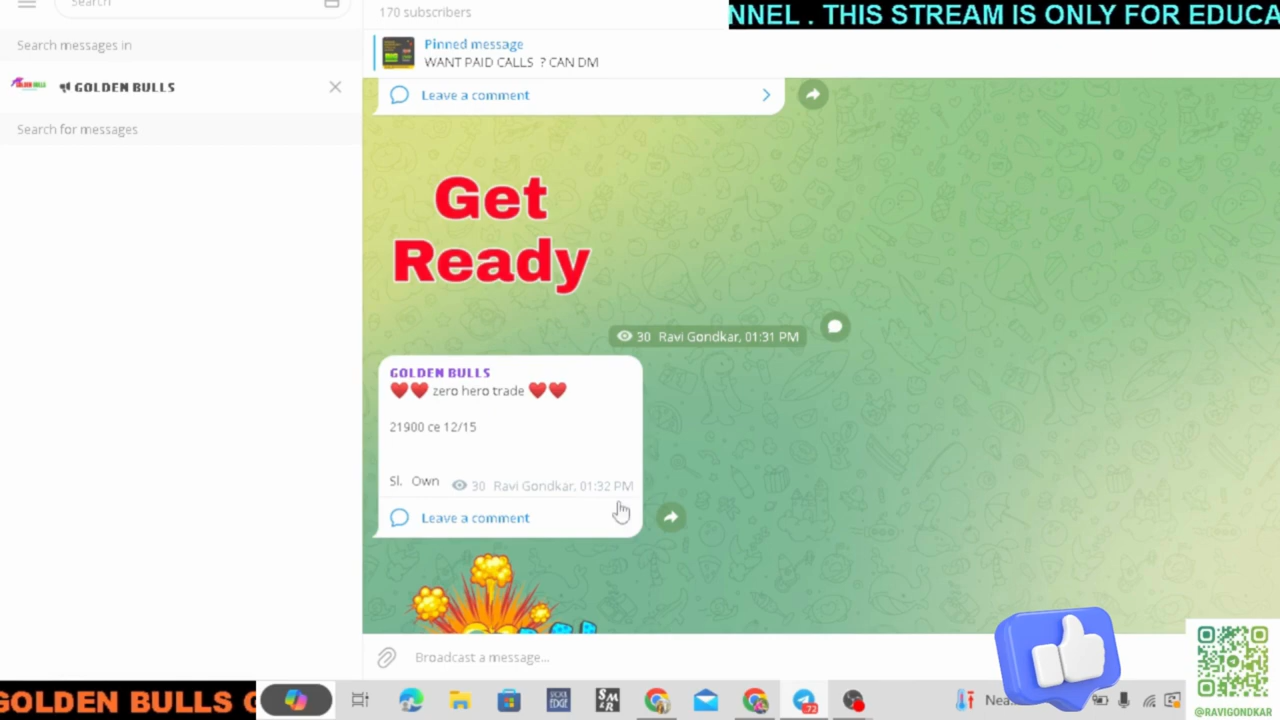 Search
170 subscribers
NNEL . THIS STREAM IS ONLY FOR EDUCA
Search messages in
Pinned message
WANT PAID CALLS ? CAN DM
GOLDEN BULLS
Leave a comment
Search for messages
Get
Ready
30 Ravi Gondkar, 01:31 PM
GOLDEN BULLS
zero hero trade
21900 ce 12/15
Sl. Own
30 Ravi Gondkar, 01:32 PM
Leave a comment
Broadcast a message...
GOLDEN BULLS
72
Nea
@RAVIGONDKAR